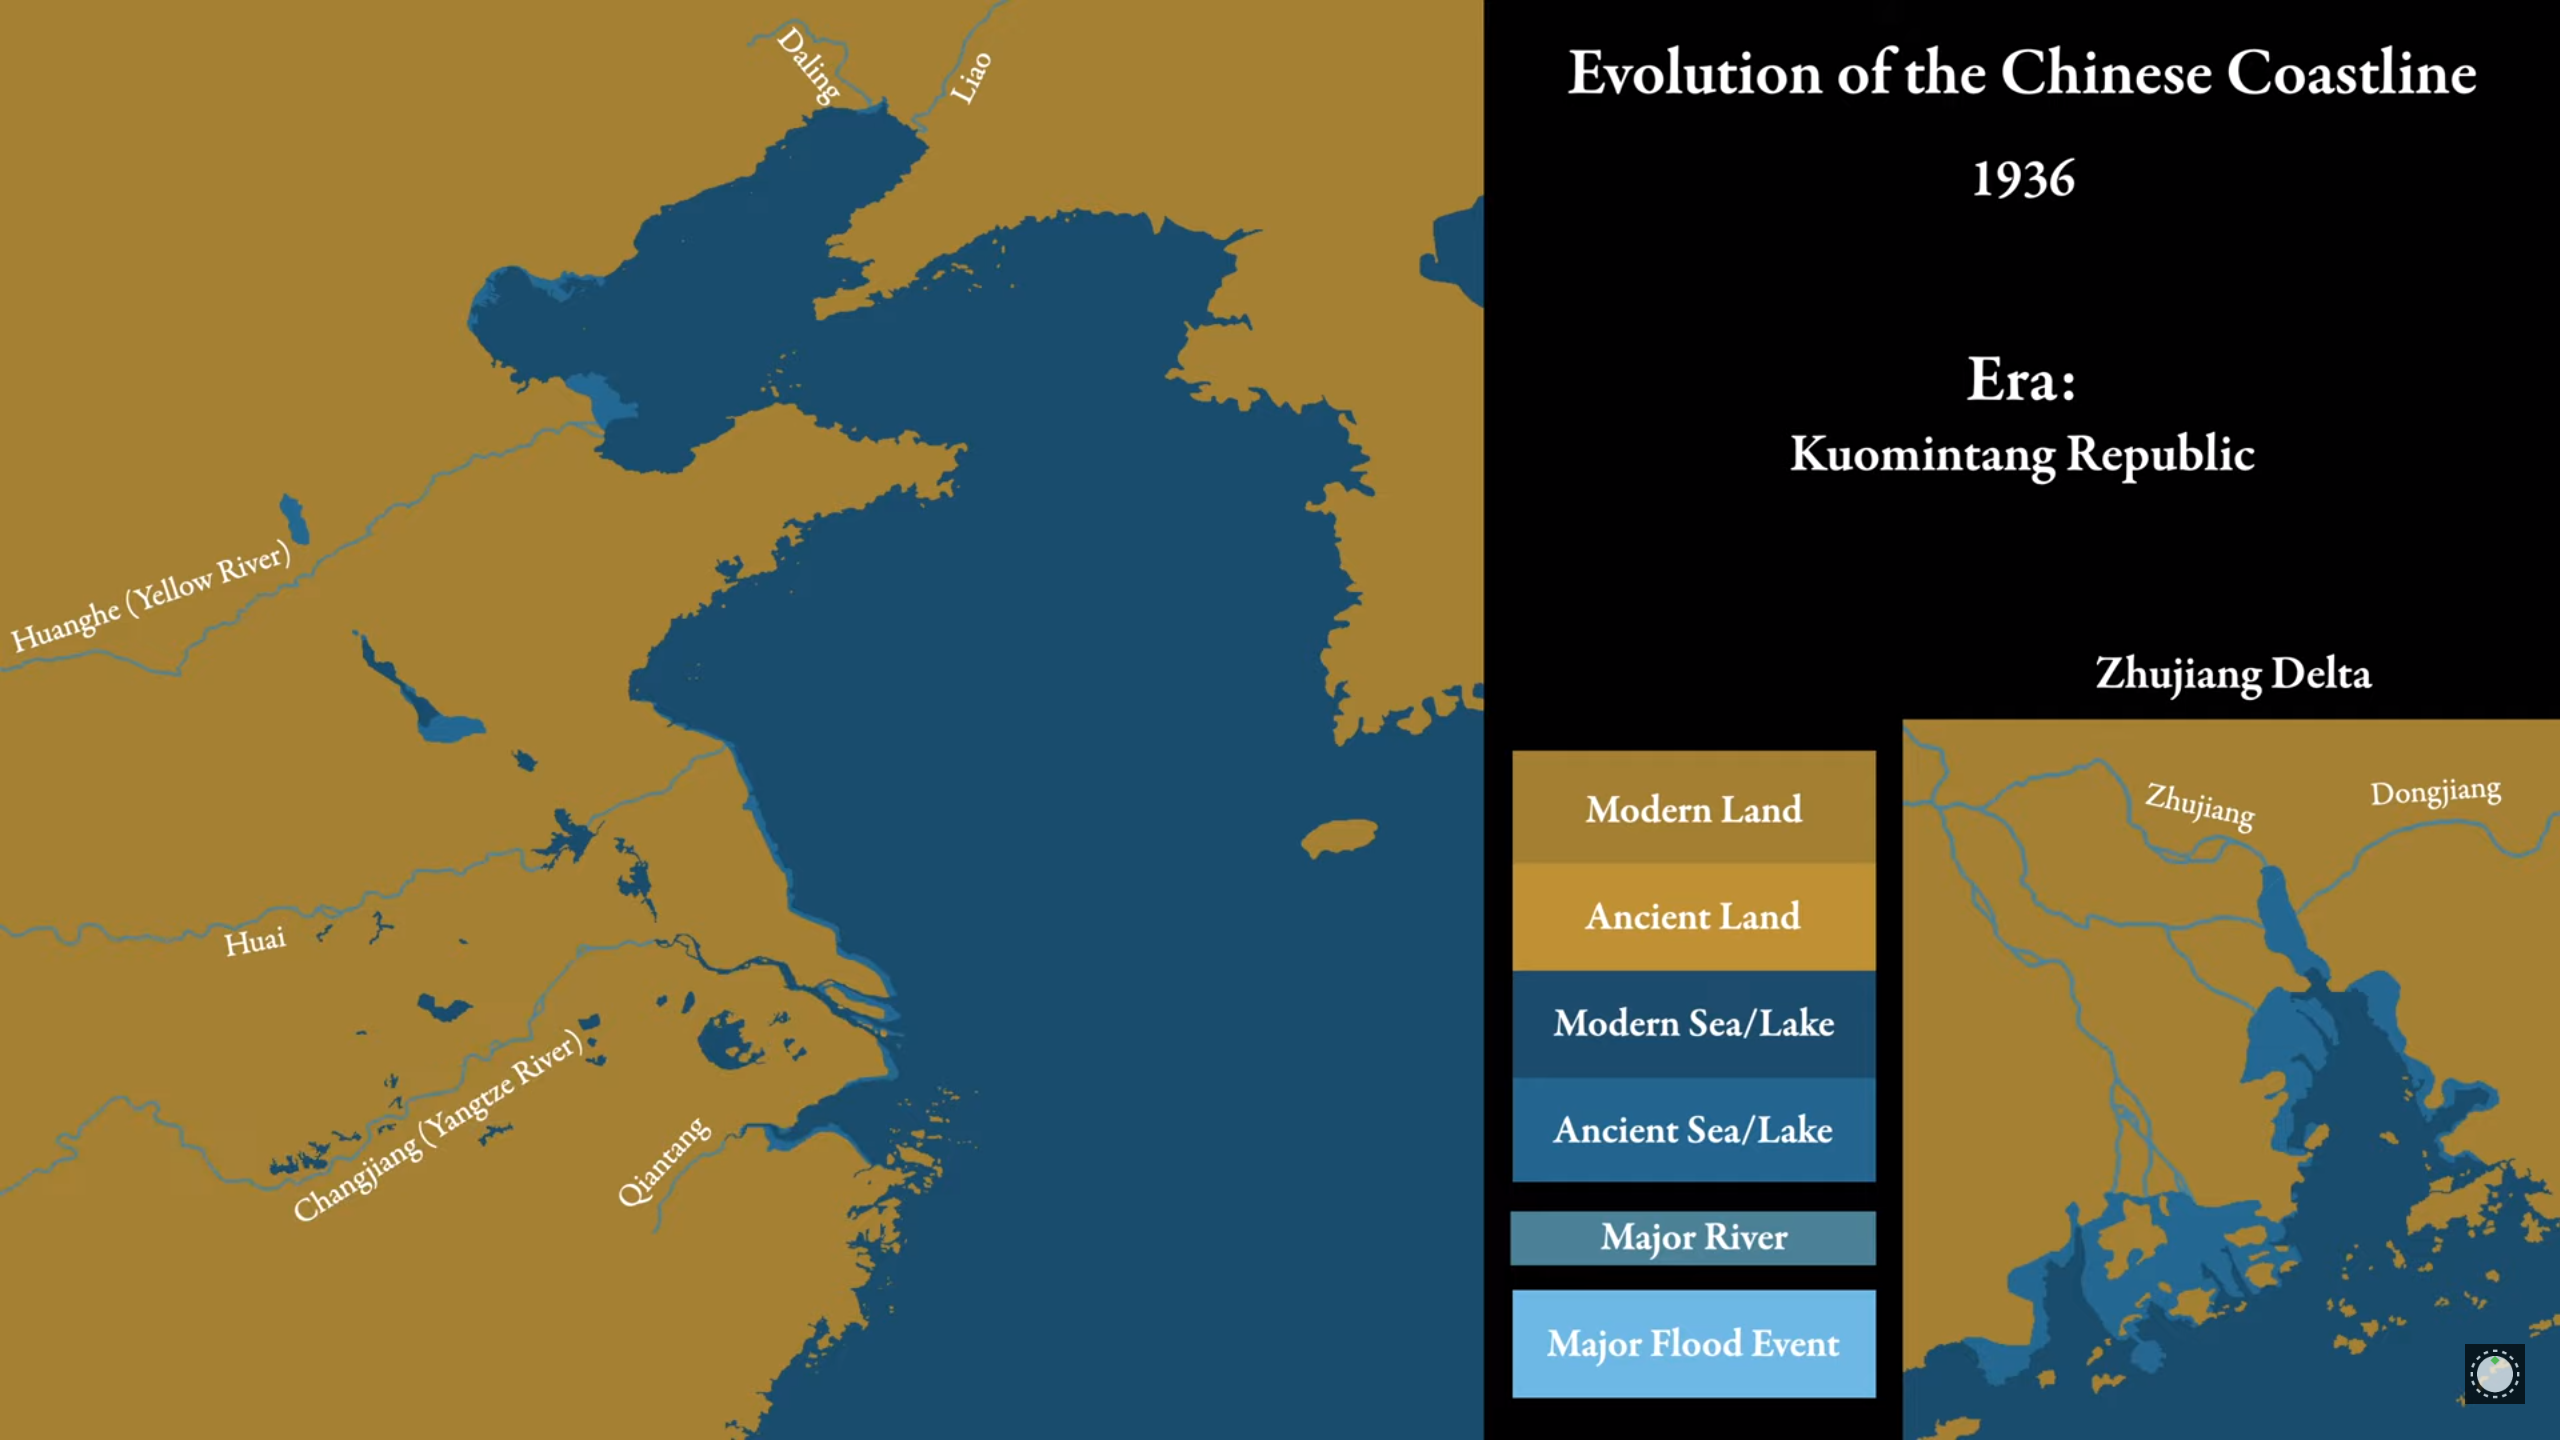 Evolution of the Chinese Coastline
1936
Era:
Kuomintang Republic
Daling
Liao
Huanghe (Yellow River)
Huai
Changjiang (Yangtze River)
Qiantang
Zhujiang Delta
Zhujiang
Dongjiang
Modern Land
Ancient Land
Modern Sea/Lake
Ancient Sea/Lake
Major River
Major Flood Event